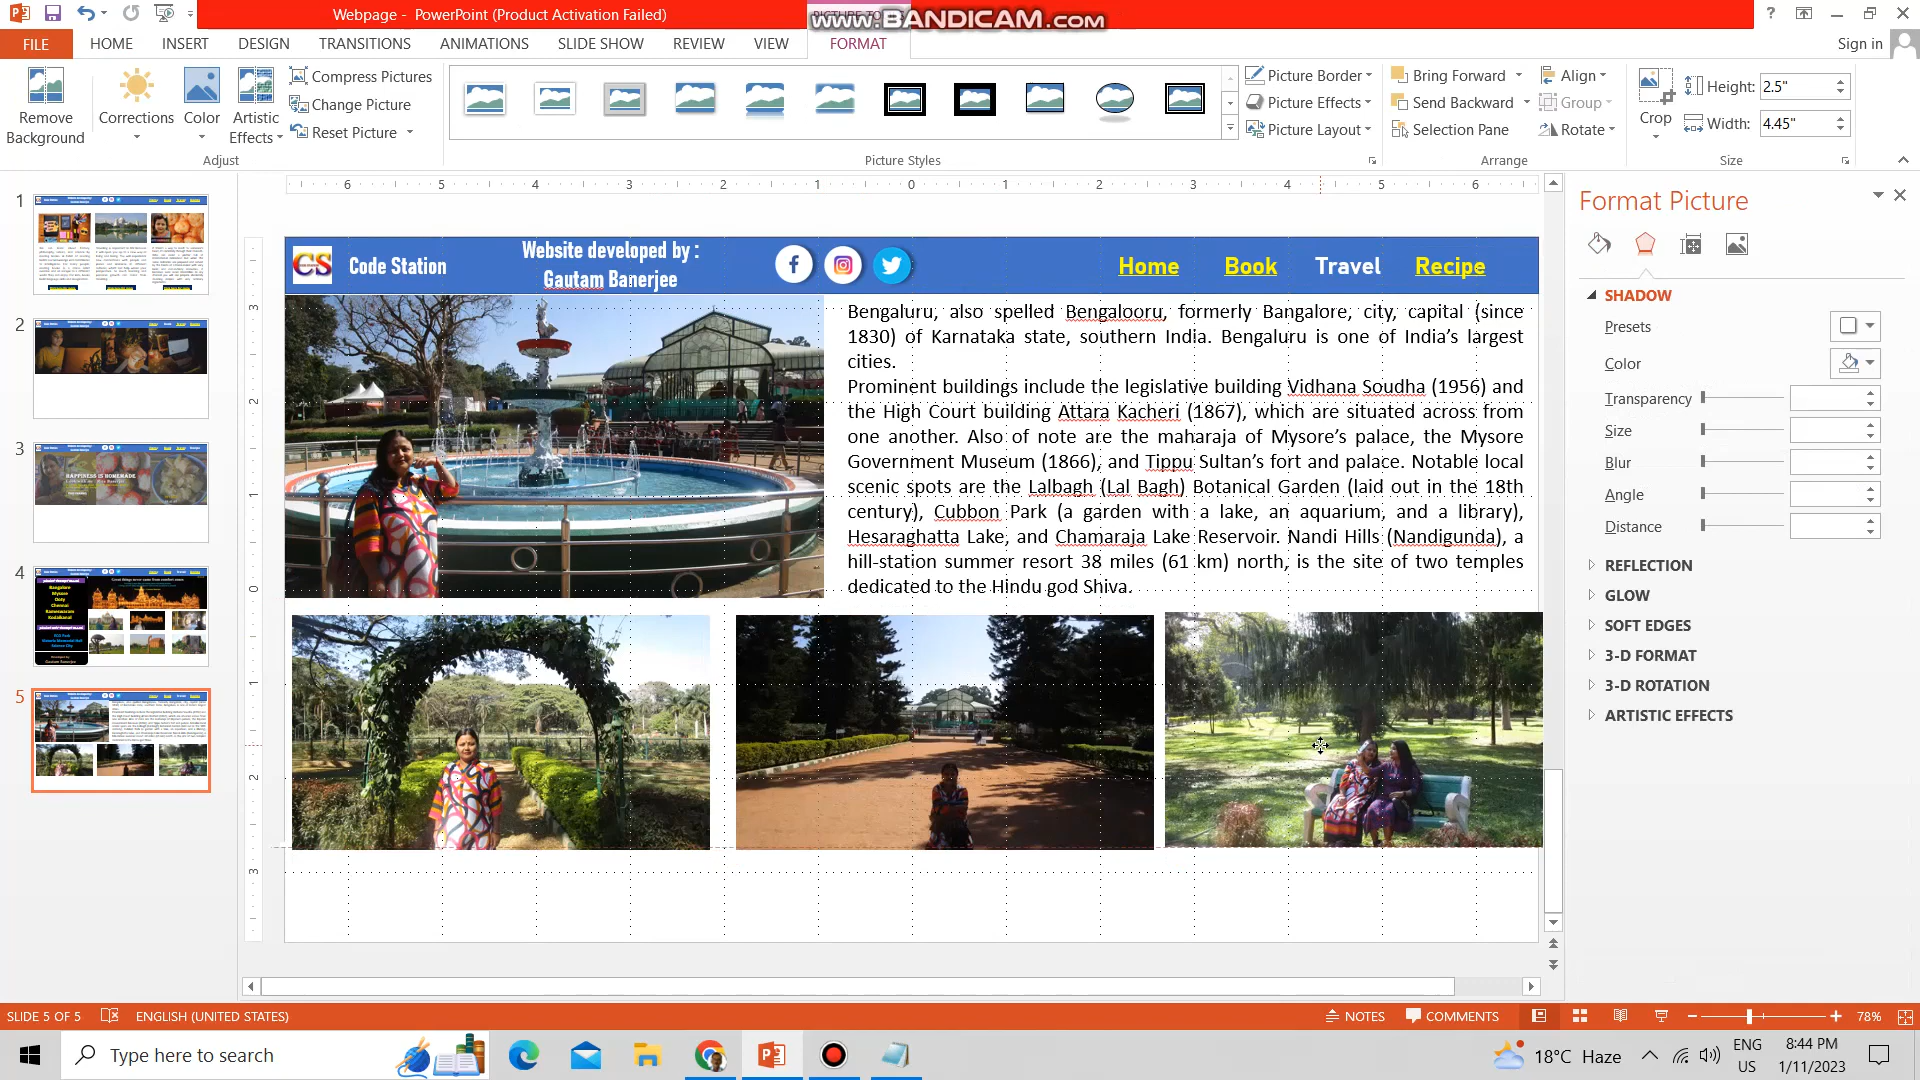 Webpage - PowerPoint (Product Activation Failed)
www.BANDICAM.com
Sign in
FILE HOME INSERT DESIGN TRANSITIONS ANIMATIONS SLIDE SHOW REVIEW VIEW FORMAT
Remove Background
Corrections
Color
Artistic Effects
Compress Pictures
Change Picture
Reset Picture
Adjust
Picture Styles
Picture Border
Picture Effects
Picture Layout
Bring Forward
Send Backward
Selection Pane
Align
Group
Rotate
Arrange
Crop
Height: 2.5"
Width: 4.45"
Size
1
2
3
4
5
CS
Code Station
Website developed by :
Gautam Banerjee
Home Book Travel Recipe
Bengaluru, also spelled Bengalooru, formerly Bangalore, city, capital (since
1830) of Karnataka state, southern India. Bengaluru is one of India’s largest
cities.
Prominent buildings include the legislative building Vidhana Soudha (1956) and
the High Court building Attara Kacheri (1867), which are situated across from
one another. Also of note are the maharaja of Mysore’s palace, the Mysore
Government Museum (1866), and Tippu Sultan’s fort and palace. Notable local
scenic spots are the Lalbagh (Lal Bagh) Botanical Garden (laid out in the 18th
century), Cubbon Park (a garden with a lake, an aquarium, and a library),
Hesaraghatta Lake, and Chamaraja Lake Reservoir. Nandi Hills (Nandigunda), a
hill-station summer resort 38 miles (61 km) north, is the site of two temples
dedicated to the Hindu god Shiva.
Format Picture
SHADOW
Presets
Color
Transparency
Size
Blur
Angle
Distance
REFLECTION
GLOW
SOFT EDGES
3-D FORMAT
3-D ROTATION
ARTISTIC EFFECTS
SLIDE 5 OF 5 ENGLISH (UNITED STATES) NOTES COMMENTS 78%
Type here to search
18°C Haze
ENG
US
8:44 PM
1/11/2023